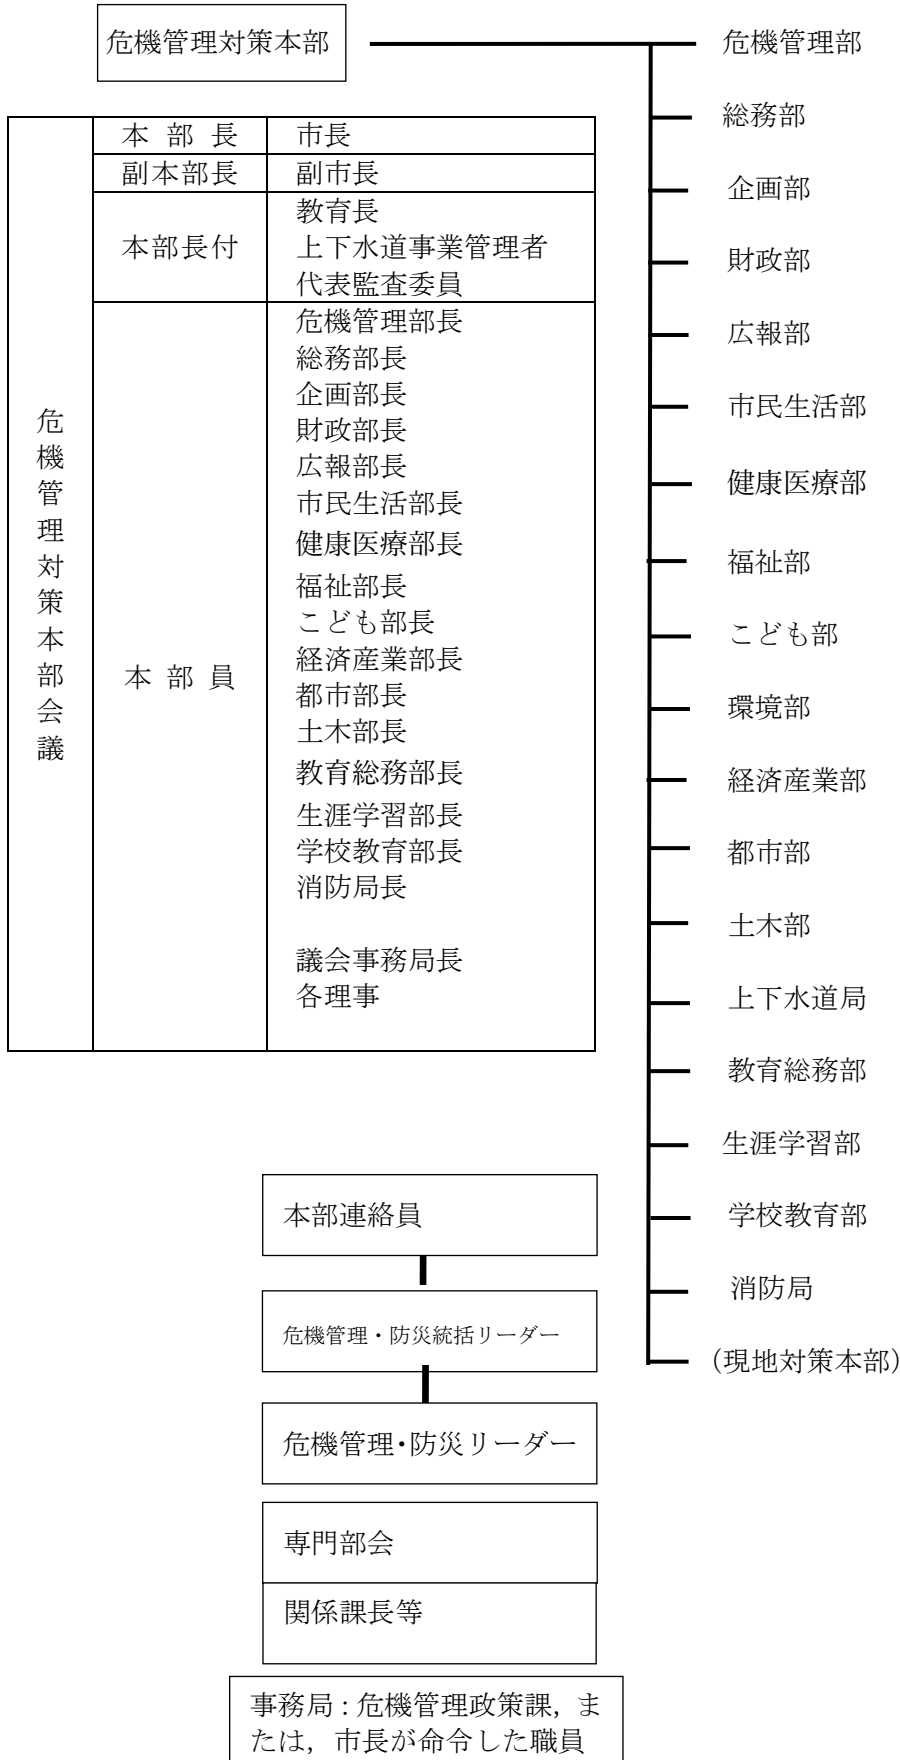 危機管理対策本部
本部長 市長
副本部長 副市長
本部長付
教育長
上下水道事業管理者
代表監査委員
危機管理対策本部会議
本部員
危機管理部長
総務部長
企画部長
財政部長
広報部長
市民生活部長
健康医療部長
福祉部長
こども部長
経済産業部長
都市部長
土木部長
教育総務部長
生涯学習部長
学校教育部長
消防局長
議会事務局長
各理事
危機管理部
総務部
企画部
財政部
広報部
市民生活部
健康医療部
福祉部
こども部
環境部
経済産業部
都市部
土木部
上下水道局
教育総務部
生涯学習部
学校教育部
消防局
(現地対策本部)
本部連絡員
危機管理・防災統括リーダー
危機管理・防災リーダー
専門部会
関係課長等
事務局：危機管理政策課，ま
たは，市長が命令した職員